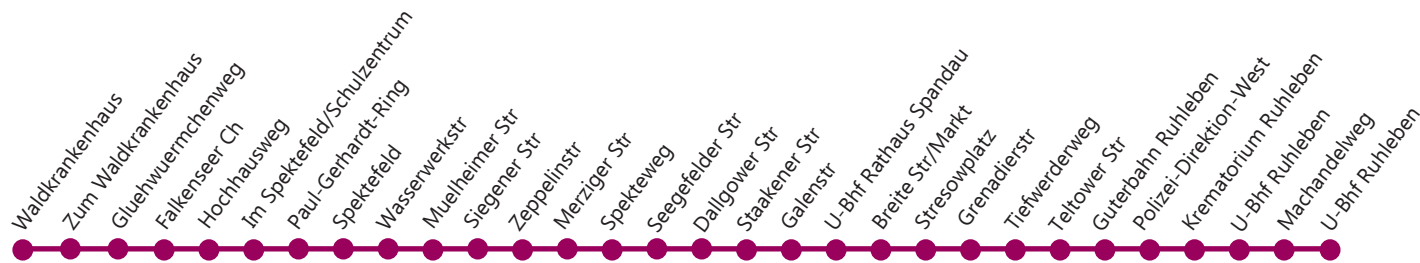 Waldkrankenhaus
Zum Waldkrankenhaus
Gluehwuermchenweg
Falkenseer Ch
Hochhausweg
Im Spektefeld/Schulzentrum
Paul-Gerhardt-Ring
Spektefeld
Wasserwerkstr
Muelheimer Str
Siegener Str
Zeppelinstr
Merziger Str
Spekteweg
Seegefelder Str
Dallgower Str
Staakener Str
Galenstr
U-Bhf Rathaus Spandau
Breite Str/Markt
Stresowplatz
Grenadierstr
Tiefwerderweg
Teltower Str
Guterbahn Ruhleben
Polizei-Direktion-West
Krematorium Ruhleben
U-Bhf Ruhleben
Machandelweg
U-Bhf Ruhleben